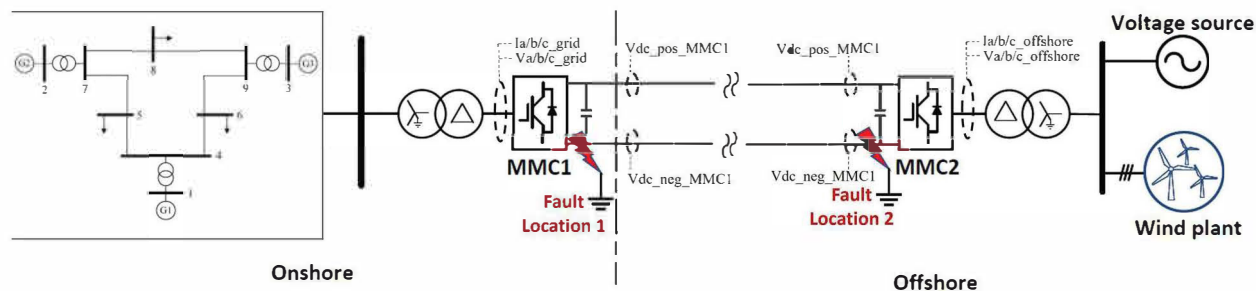 Ia/b/c_grid
Va/b/c_grid
Vdc_pos_MMC1
Vdc_pos_MMC1
Ia/b/c_offshore
Va/b/c_offshore
Voltage source
G2
2
7
8
9
3
G3
5
6
4
1
G1
MMC1
Vdc_neg_MMC1
Vdc_neg_MMC1
MMC2
Fault
Location 1
Fault
Location 2
Wind plant
Onshore
Offshore